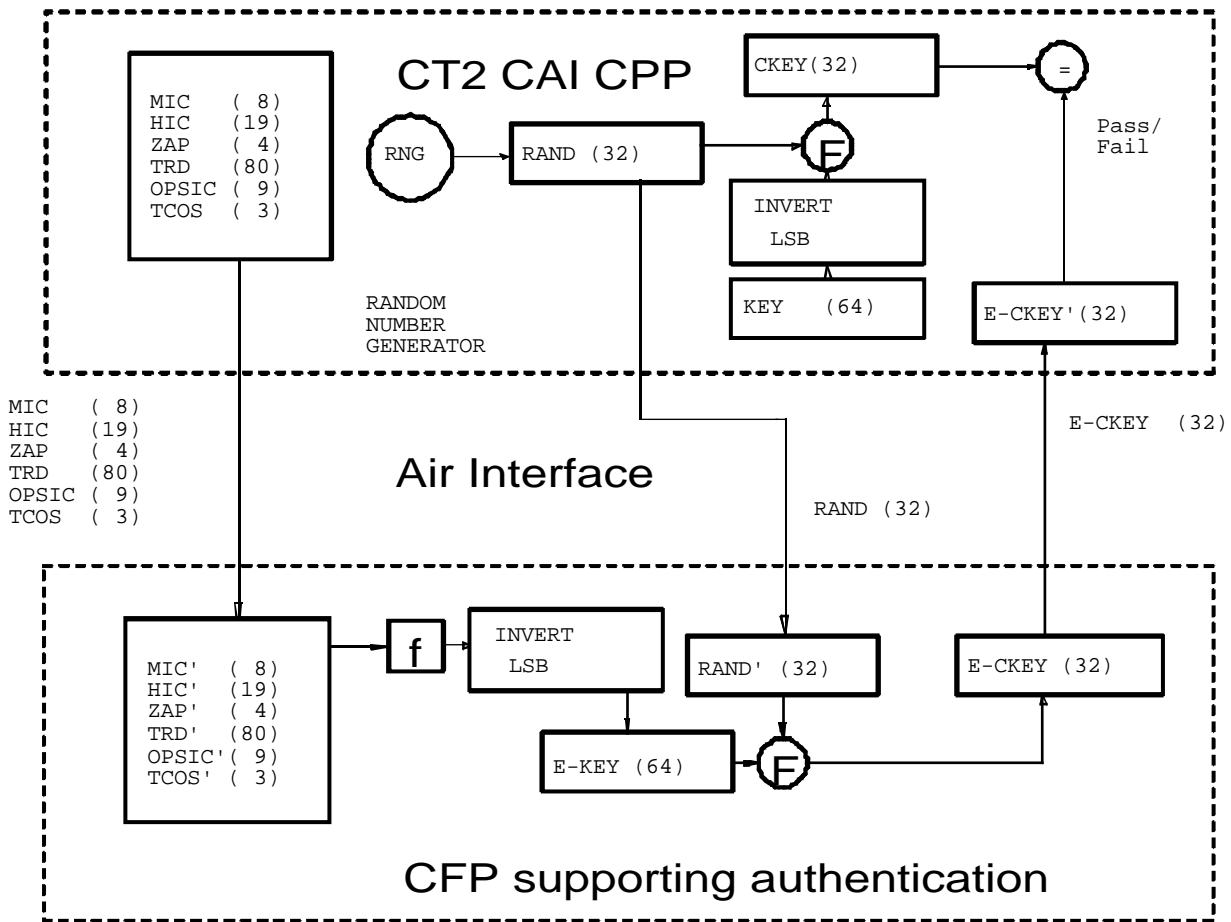 CT2 CAI CPP
MIC    ( 8)
HIC    (19)
ZAP    ( 4)
TRD    (80)
OPSIC  ( 9)
TCOS   ( 3)
RNG
RAND (32)
CKEY(32)
=
F
Pass/
Fail
INVERT
LSB
KEY   (64)
E-CKEY'(32)
RANDOM
NUMBER
GENERATOR
MIC    ( 8)
HIC    (19)
ZAP    ( 4)
TRD    (80)
OPSIC  ( 9)
TCOS   ( 3)
Air Interface
E-CKEY  (32)
RAND (32)
MIC'   ( 8)
HIC'   (19)
ZAP'   ( 4)
TRD'   (80)
OPSIC' ( 9)
TCOS'  ( 3)
f
INVERT
LSB
RAND' (32)
E-CKEY (32)
E-KEY (64)
F
CFP supporting authentication